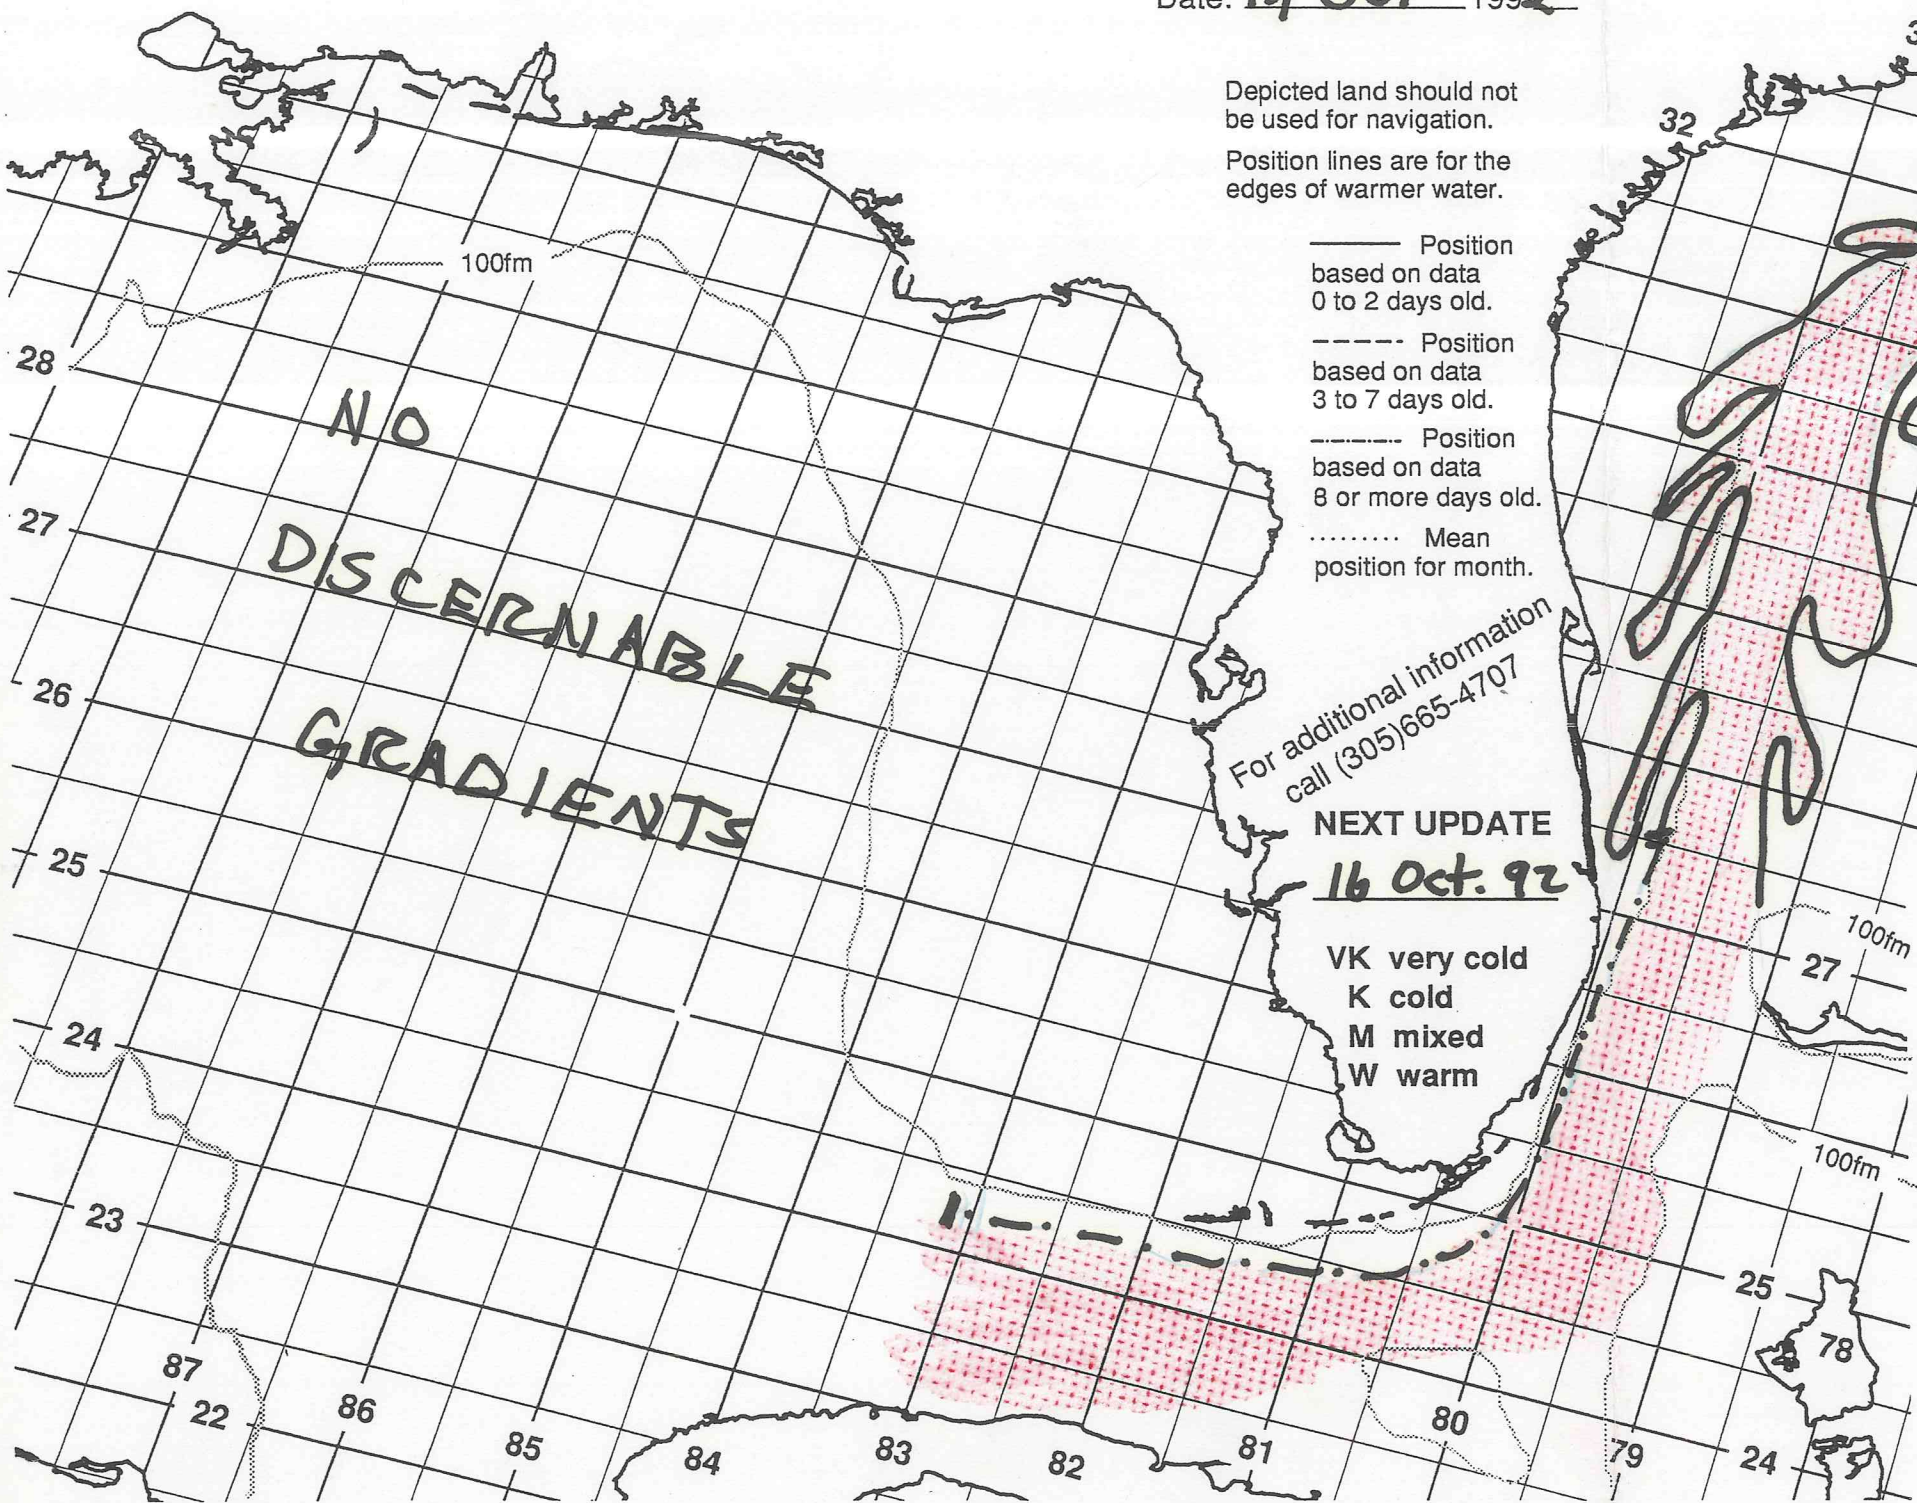 Date: Oct 1992
Depicted land should not
be used for navigation.
Position lines are for the
edges of warmer water.
Position
based on data
0 to 2 days old.
Position
based on data
3 to 7 days old.
Position
based on data
8 or more days old.
Mean
position for month.
For additional information
call (305)665-4707
NEXT UPDATE
16 Oct. 92
VK very cold
K cold
M mixed
W warm
NO
DISCERNABLE
GRADIENTS
100fm
28
27
26
25
24
23
22
87
86
85
84
83
82
81
80
79
78
24
25
27
32
100fm
100fm